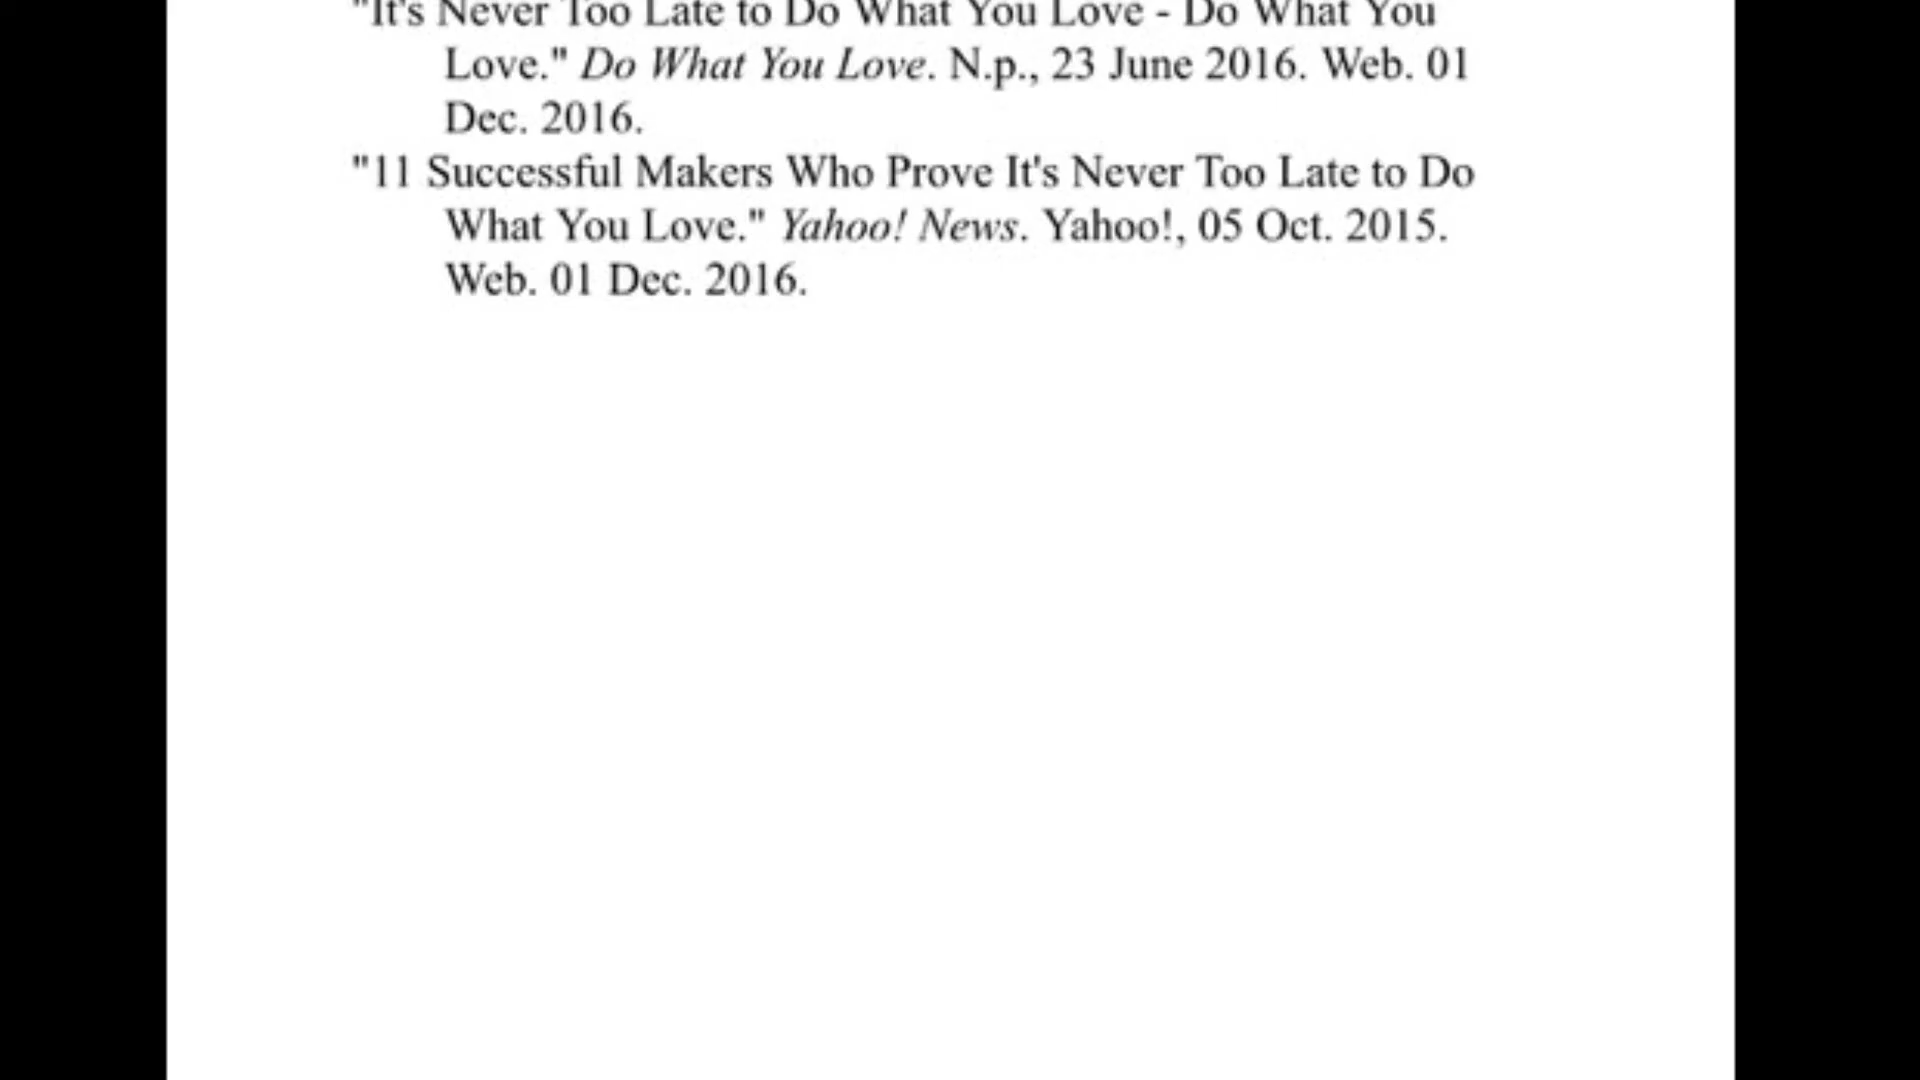 "It's Never Too Late to Do What You Love - Do What You
Love." Do What You Love. N.p., 23 June 2016. Web. 01
Dec. 2016.
"11 Successful Makers Who Prove It's Never Too Late to Do
What You Love." Yahoo! News. Yahoo!, 05 Oct. 2015.
Web. 01 Dec. 2016.